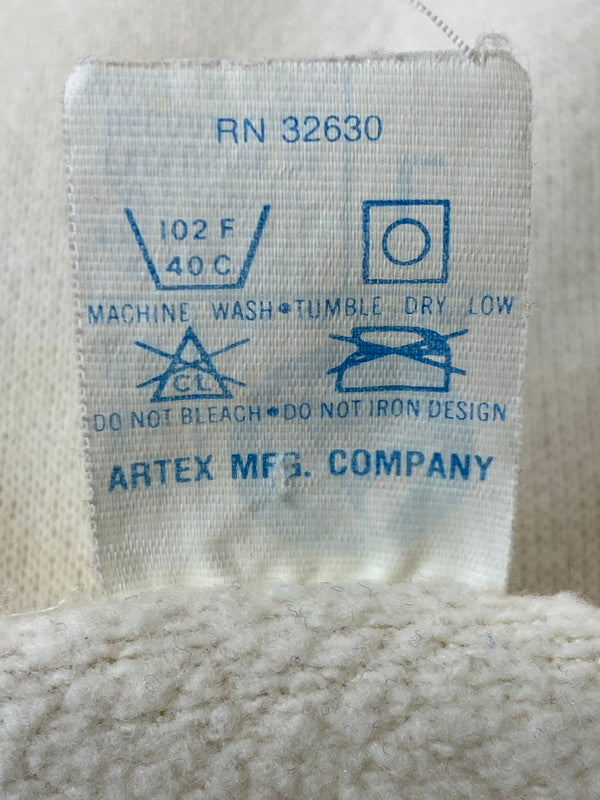 RN 32630
102 F
40 C
MACHINE WASH•TUMBLE DRY LOW
CL
DO NOT BLEACH•DO NOT IRON DESIGN
ARTEX MFG. COMPANY